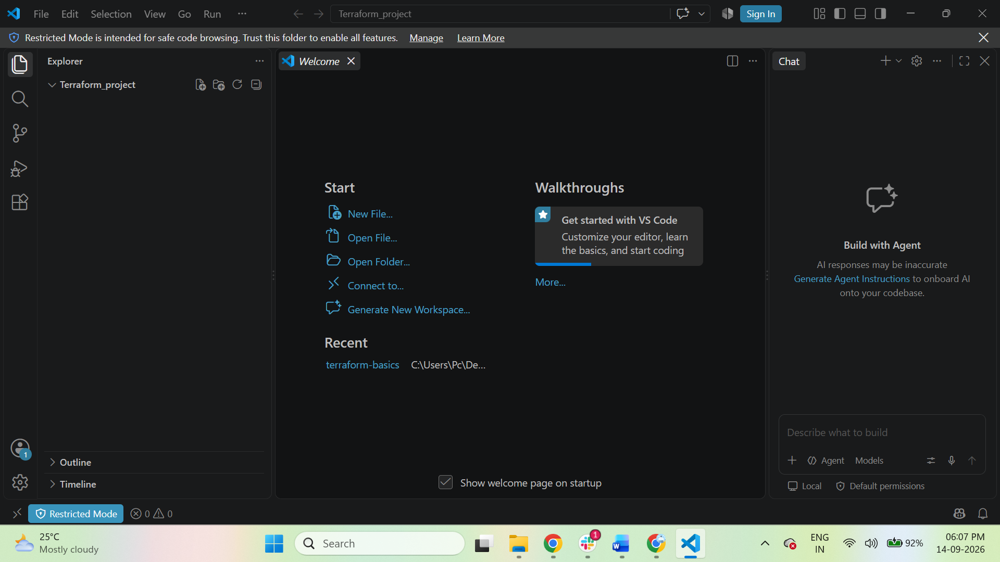 File Edit Selection View Go Run ...
Terraform_project
Sign In
Restricted Mode is intended for safe code browsing. Trust this folder to enable all features. Manage Learn More
Explorer
Terraform_project
Welcome
Start
New File...
Open File...
Open Folder...
Connect to...
Generate New Workspace...
Recent
terraform-basics C:\Users\Pc\De...
Walkthroughs
Get started with VS Code
Customize your editor, learn
the basics, and start coding
More...
Show welcome page on startup
Chat
Build with Agent
AI responses may be inaccurate
Generate Agent Instructions to onboard AI
onto your codebase.
Describe what to build
Agent Models
Local Default permissions
1
Outline
Timeline
Restricted Mode 0 0
25°C
Mostly cloudy
Search
1
W
ENG
IN
92%
06:07 PM
14-09-2026